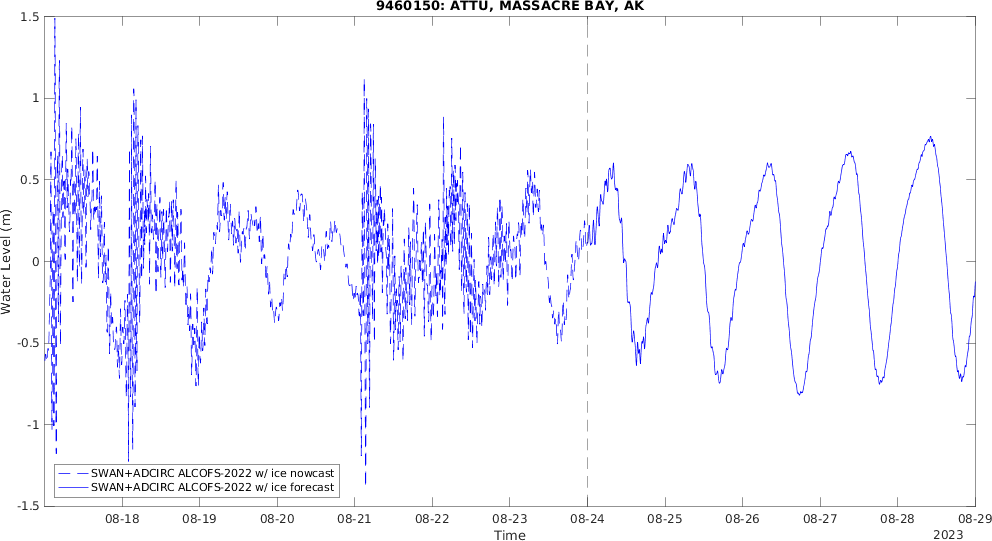 9460150: ATTU, MASSACRE BAY, AK
Water Level (m)
1.5
1
0.5
0
-0.5
-1
-1.5
SWAN+ADCIRC ALCOFS-2022 w/ ice nowcast
SWAN+ADCIRC ALCOFS-2022 w/ ice forecast
08-18 08-19 08-20 08-21 08-22 08-23 08-24 08-25 08-26 08-27 08-28 08-29
Time
2023